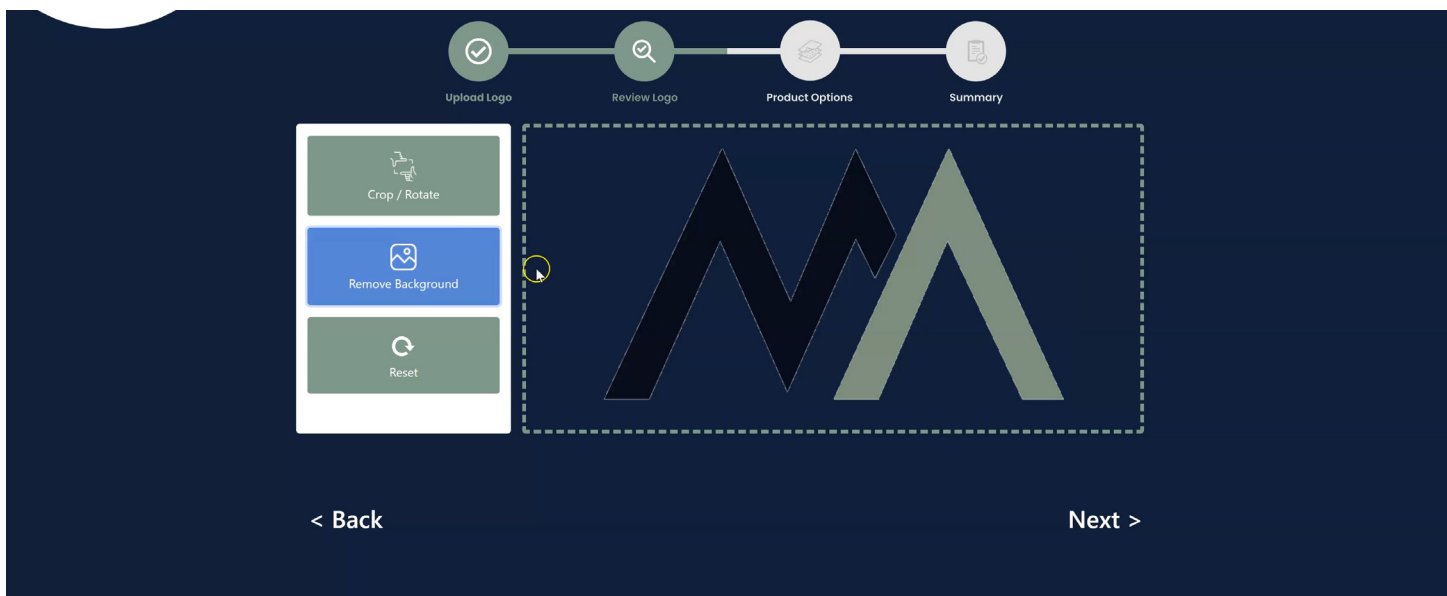 Upload Logo
Review Logo
Product Options
Summary
Crop / Rotate
Remove Background
Reset
< Back
Next >